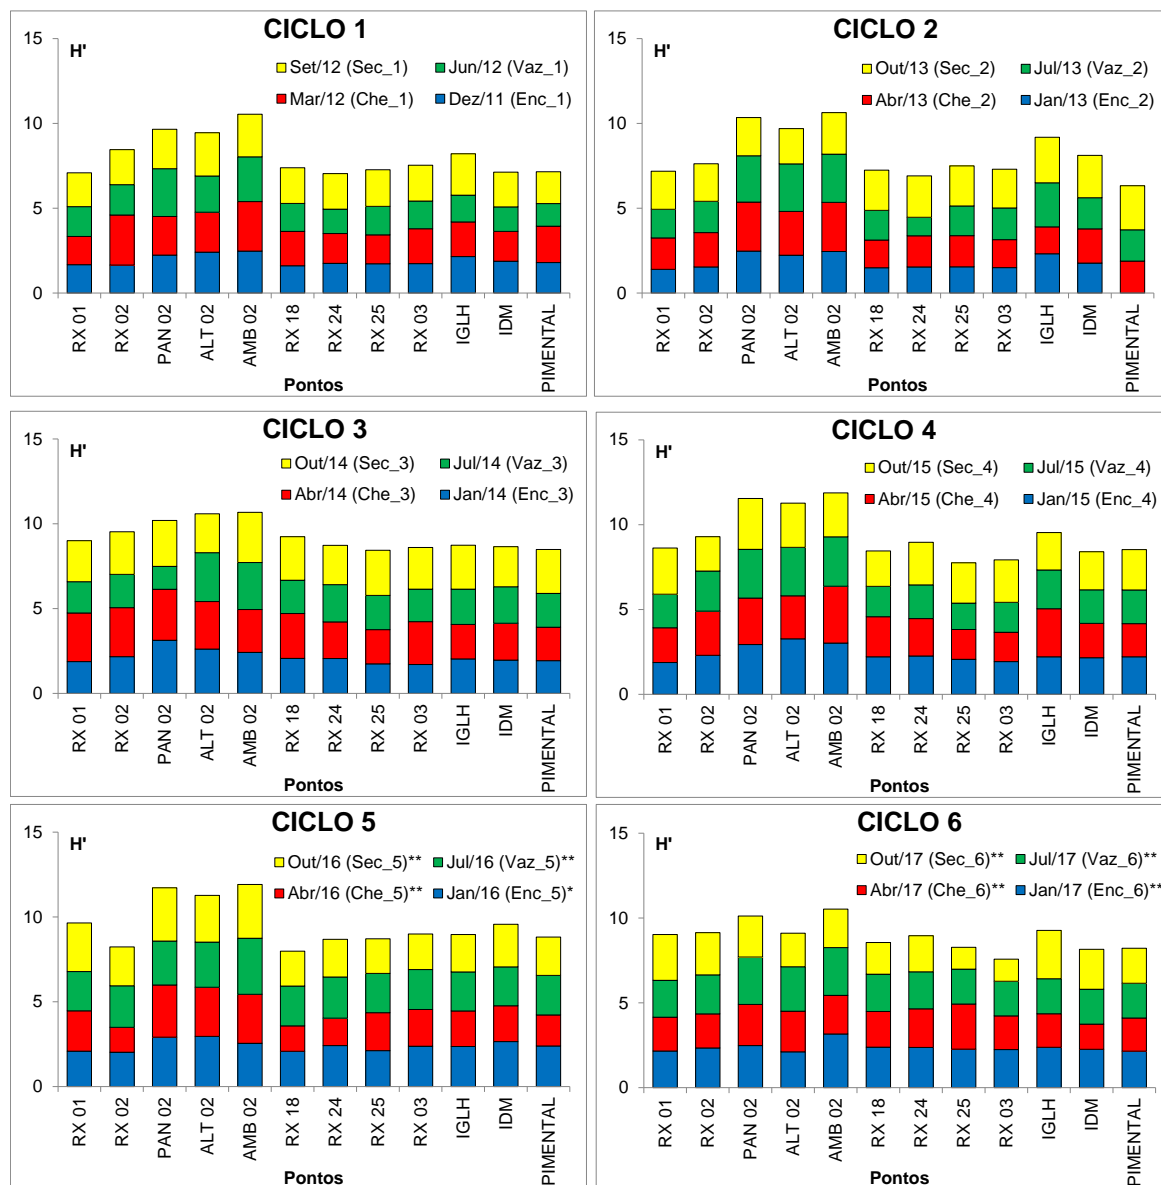 CICLO 1
H'
Set/12 (Sec_1) Jun/12 (Vaz_1)
Mar/12 (Che_1) Dez/11 (Enc_1)
15
10
5
0
RX 01 RX 02 PAN 02 ALT 02 AMB 02 RX 18 RX 24 RX 25 RX 03 IGLH IDM PIMENTAL
Pontos
CICLO 2
H'
Out/13 (Sec_2) Jul/13 (Vaz_2)
Abr/13 (Che_2) Jan/13 (Enc_2)
15
10
5
0
RX 01 RX 02 PAN 02 ALT 02 AMB 02 RX 18 RX 24 RX 25 RX 03 IGLH IDM PIMENTAL
Pontos
CICLO 3
H'
Out/14 (Sec_3) Jul/14 (Vaz_3)
Abr/14 (Che_3) Jan/14 (Enc_3)
15
10
5
0
RX 01 RX 02 PAN 02 ALT 02 AMB 02 RX 18 RX 24 RX 25 RX 03 IGLH IDM PIMENTAL
Pontos
CICLO 4
H'
Out/15 (Sec_4) Jul/15 (Vaz_4)
Abr/15 (Che_4) Jan/15 (Enc_4)
15
10
5
0
RX 01 RX 02 PAN 02 ALT 02 AMB 02 RX 18 RX 24 RX 25 RX 03 IGLH IDM PIMENTAL
Pontos
CICLO 5
H'
Out/16 (Sec_5)** Jul/16 (Vaz_5)**
Abr/16 (Che_5)** Jan/16 (Enc_5)*
15
10
5
0
RX 01 RX 02 PAN 02 ALT 02 AMB 02 RX 18 RX 24 RX 25 RX 03 IGLH IDM PIMENTAL
Pontos
CICLO 6
H'
Out/17 (Sec_6)** Jul/17 (Vaz_6)**
Abr/17 (Che_6)** Jan/17 (Enc_6)**
15
10
5
0
RX 01 RX 02 PAN 02 ALT 02 AMB 02 RX 18 RX 24 RX 25 RX 03 IGLH IDM PIMENTAL
Pontos